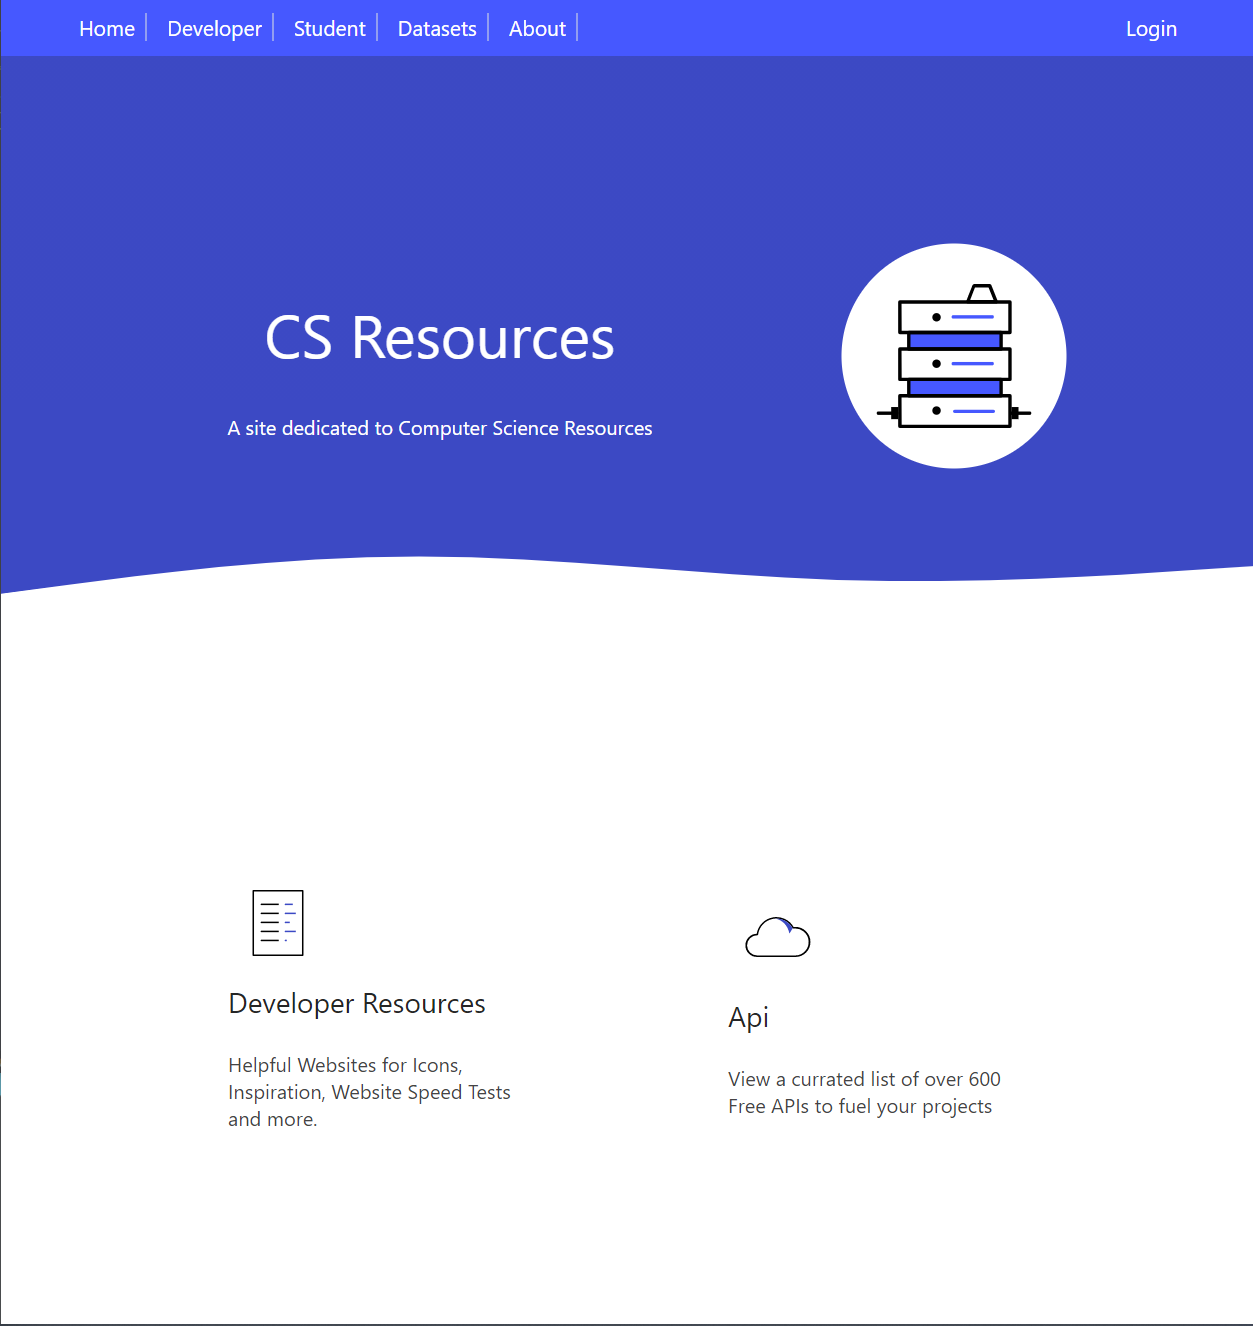 Home Developer Student Datasets About Login
CS Resources
A site dedicated to Computer Science Resources
Developer Resources
Helpful Websites for Icons,
Inspiration, Website Speed Tests
and more.
Api
View a currated list of over 600
Free APIs to fuel your projects